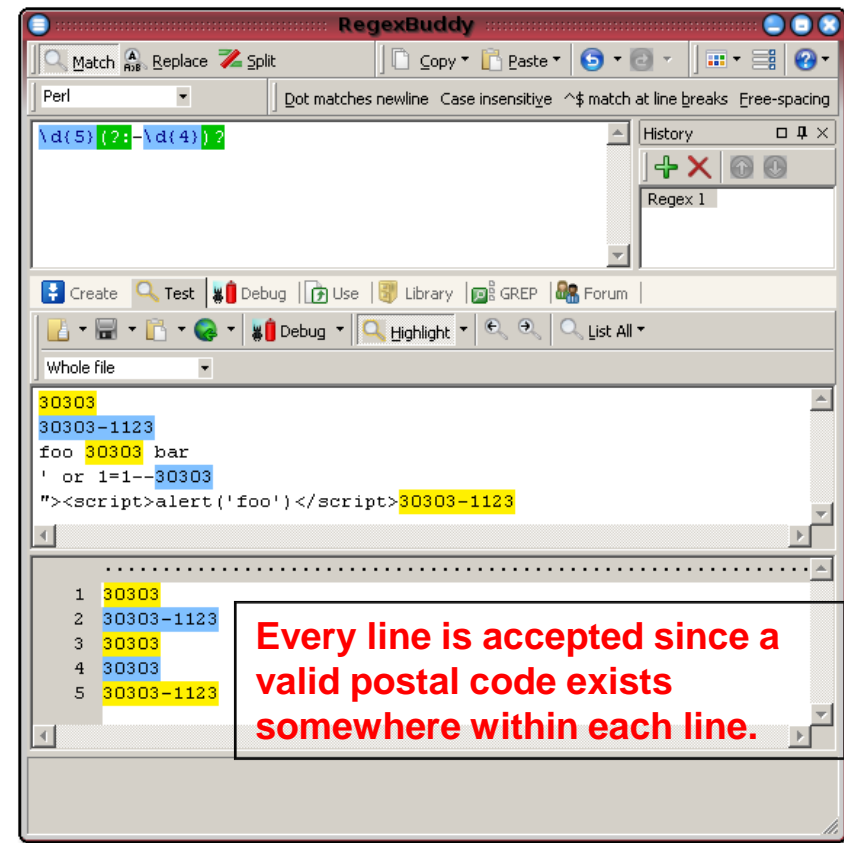 RegexBuddy
Match Replace Split Copy Paste
Perl Dot matches newline Case insensitive ^$ match at line breaks Free-spacing
\d{5}(?:-\d{4})?
History
Regex 1
Create Test Debug Use Library GREP Forum
Debug Highlight List All
Whole file
30303
30303-1123
foo 30303 bar
' or 1=1--30303
"><script>alert('foo')</script>30303-1123
1 30303
2 30303-1123
3 30303
4 30303
5 30303-1123
Every line is accepted since a
valid postal code exists
somewhere within each line.